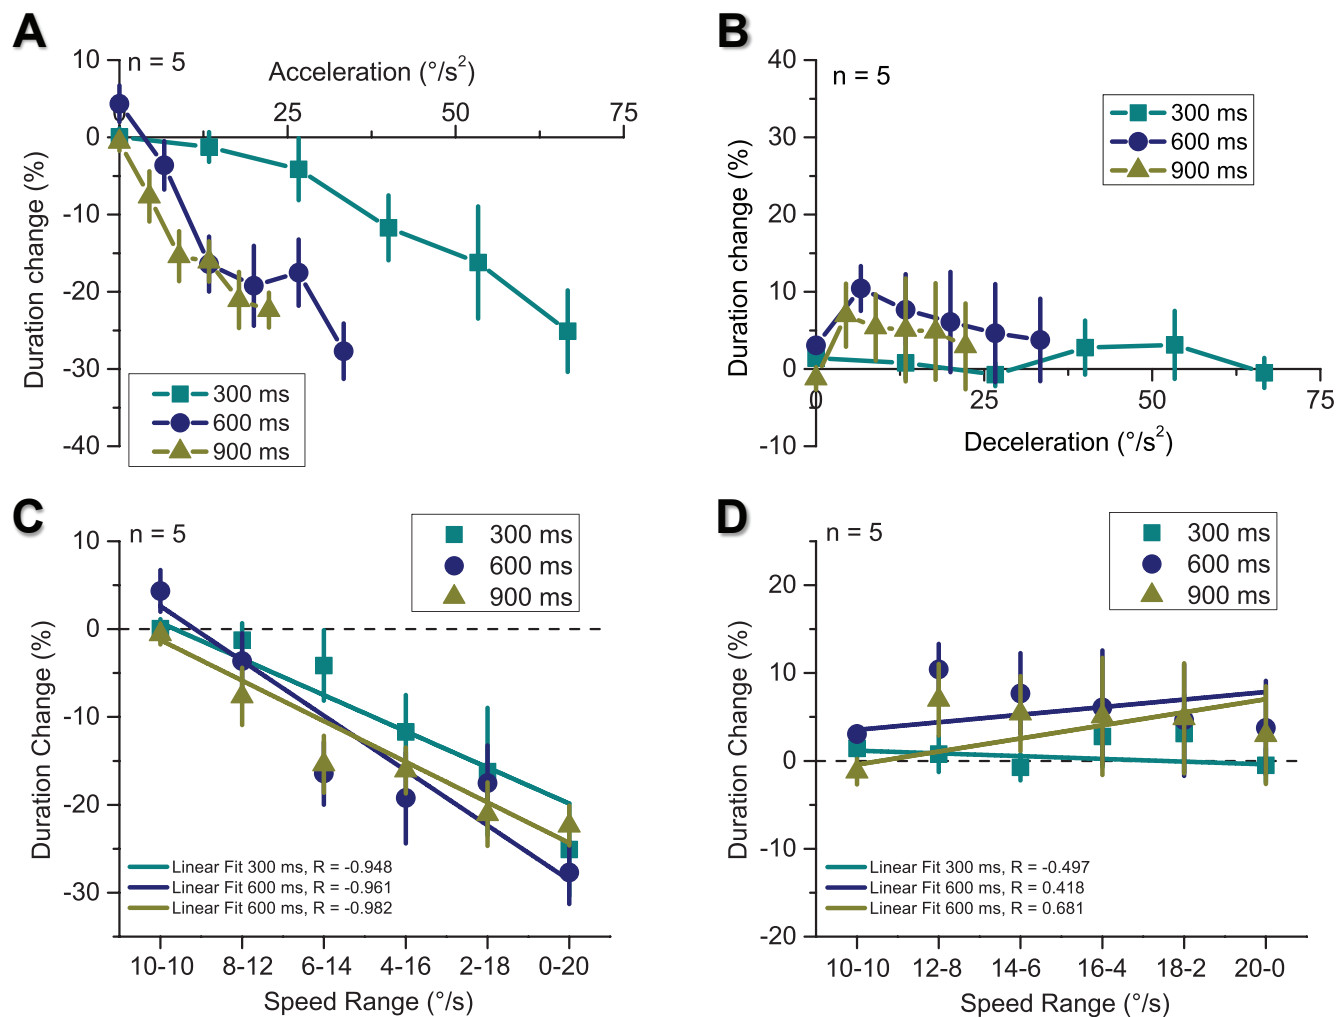 A
n = 5
Acceleration (°/s²)
10
0
-10
-20
-30
-40
25
50
75
Duration change (%)
300 ms
600 ms
900 ms
B
n = 5
40
30
20
10
0
-10
0
25
50
75
Duration change (%)
Deceleration (°/s²)
300 ms
600 ms
900 ms
C
n = 5
10
0
-10
-20
-30
Duration Change (%)
300 ms
600 ms
900 ms
Linear Fit 300 ms, R = -0.948
Linear Fit 600 ms, R = -0.961
Linear Fit 600 ms, R = -0.982
10-10
8-12
6-14
4-16
2-18
0-20
Speed Range (°/s)
D
n = 5
20
10
0
-10
-20
Duration Change (%)
300 ms
600 ms
900 ms
Linear Fit 300 ms, R = -0.497
Linear Fit 600 ms, R = 0.418
Linear Fit 600 ms, R = 0.681
10-10
12-8
14-6
16-4
18-2
20-0
Speed Range (°/s)